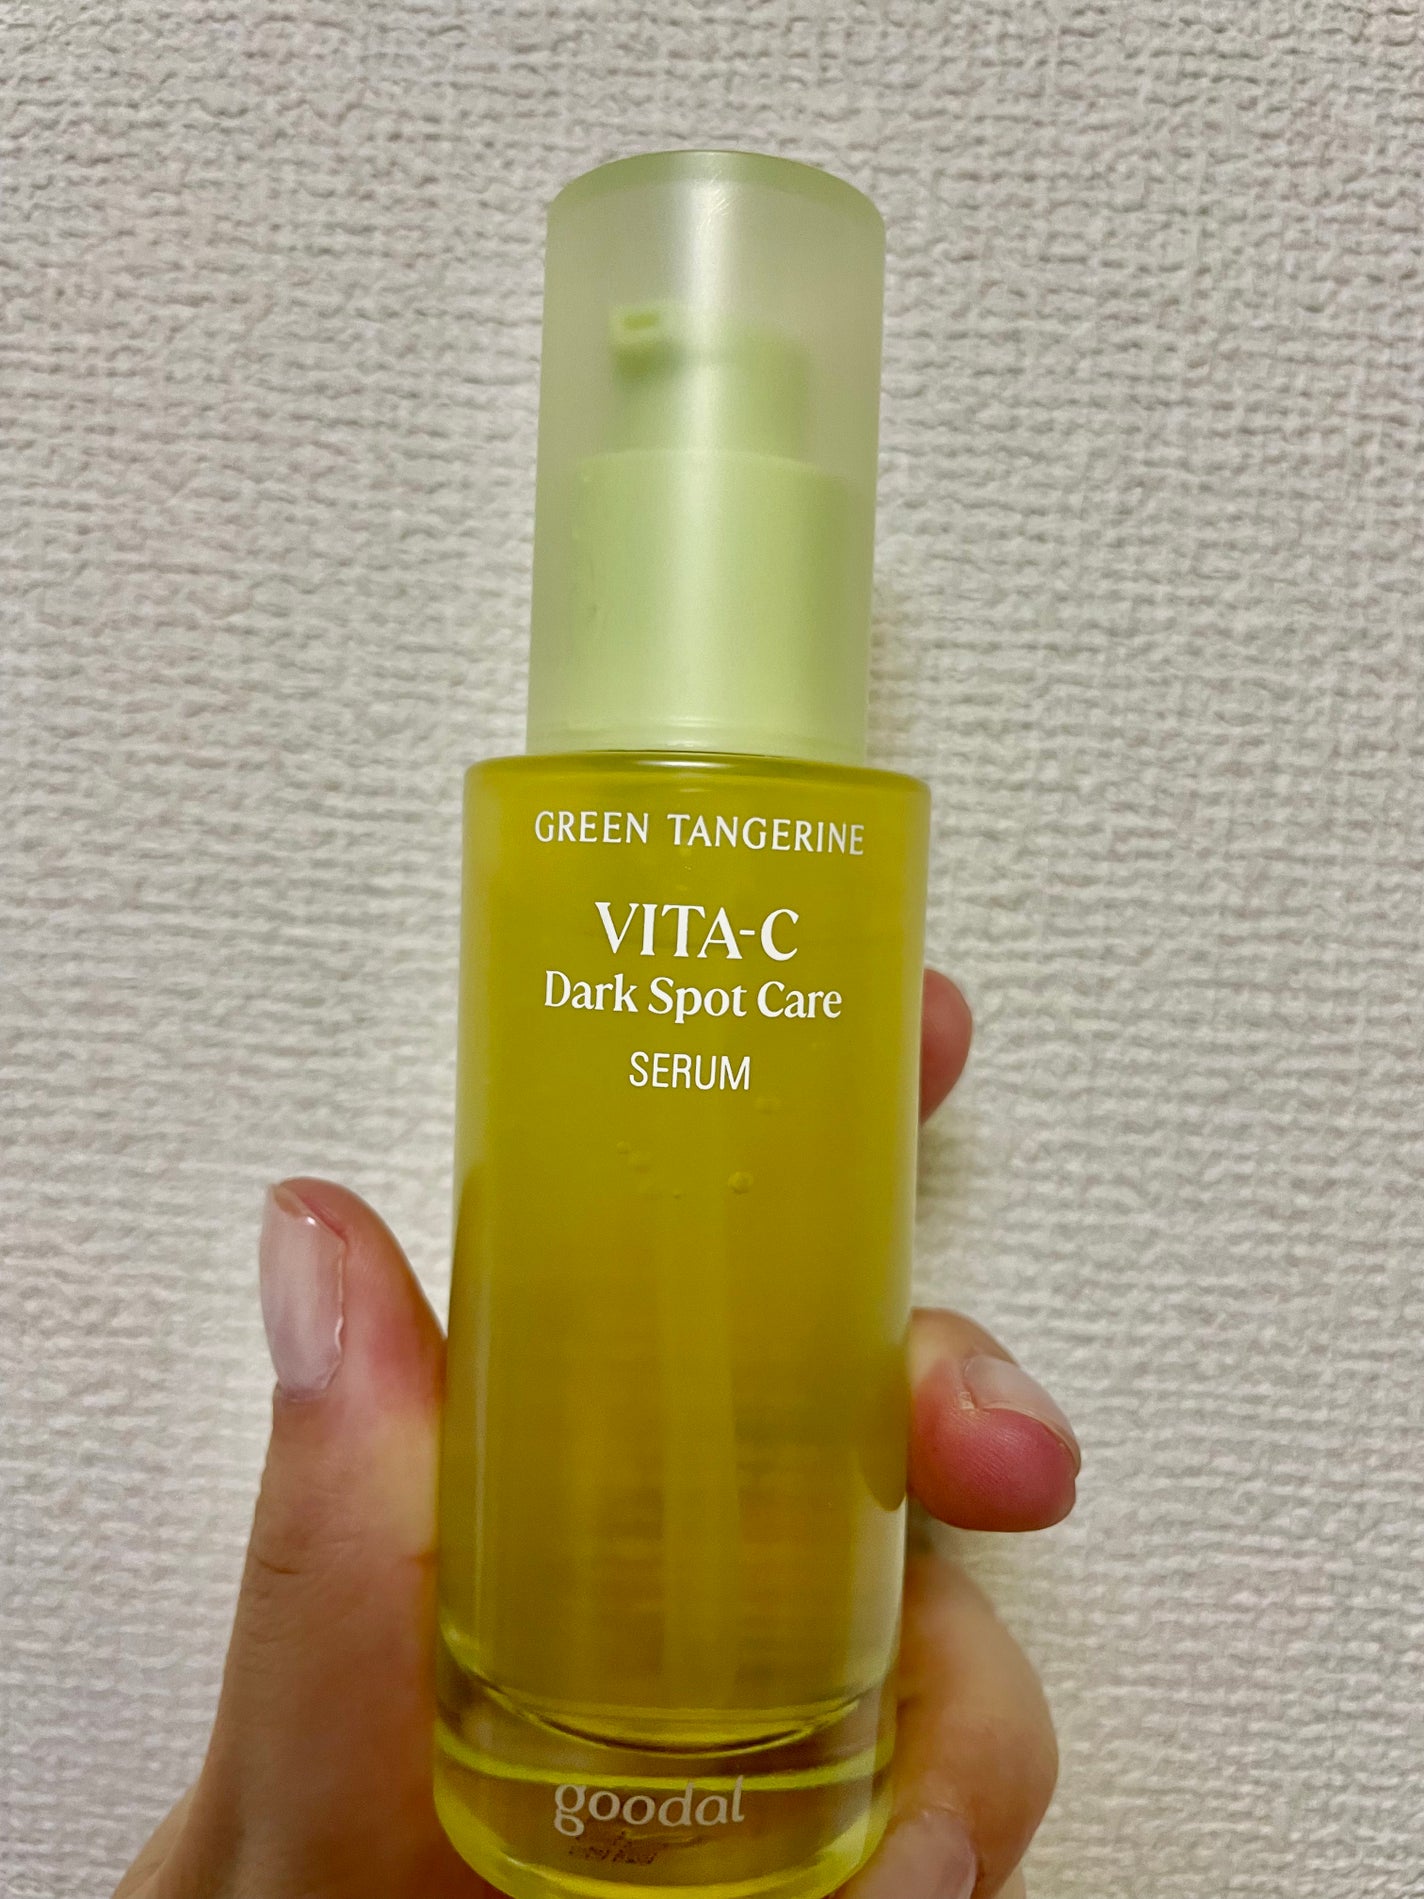 GREEN TANGERINE
VITA-C
Dark Spot Care
SERUM
goodal